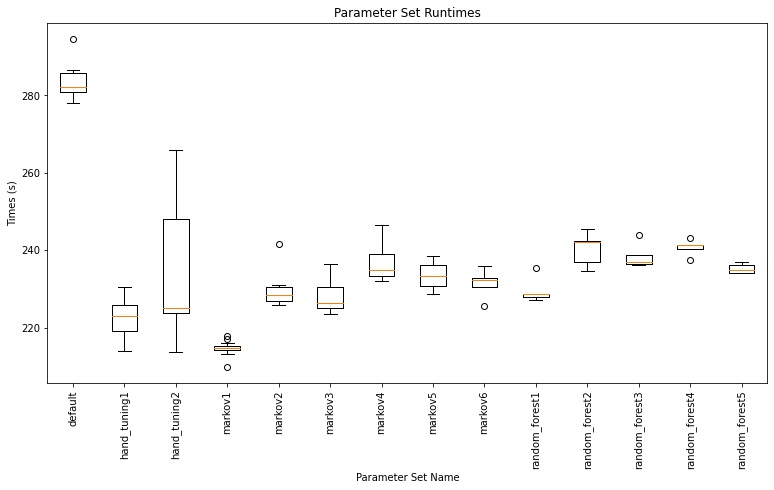 Parameter Set Runtimes
280
260
240
220
Times (s)
default
hand_tuning1
hand_tuning2
markov1
markov2
markov3
markov4
markov5
markov6
random_forest1
random_forest2
random_forest3
random_forest4
random_forest5
Parameter Set Name